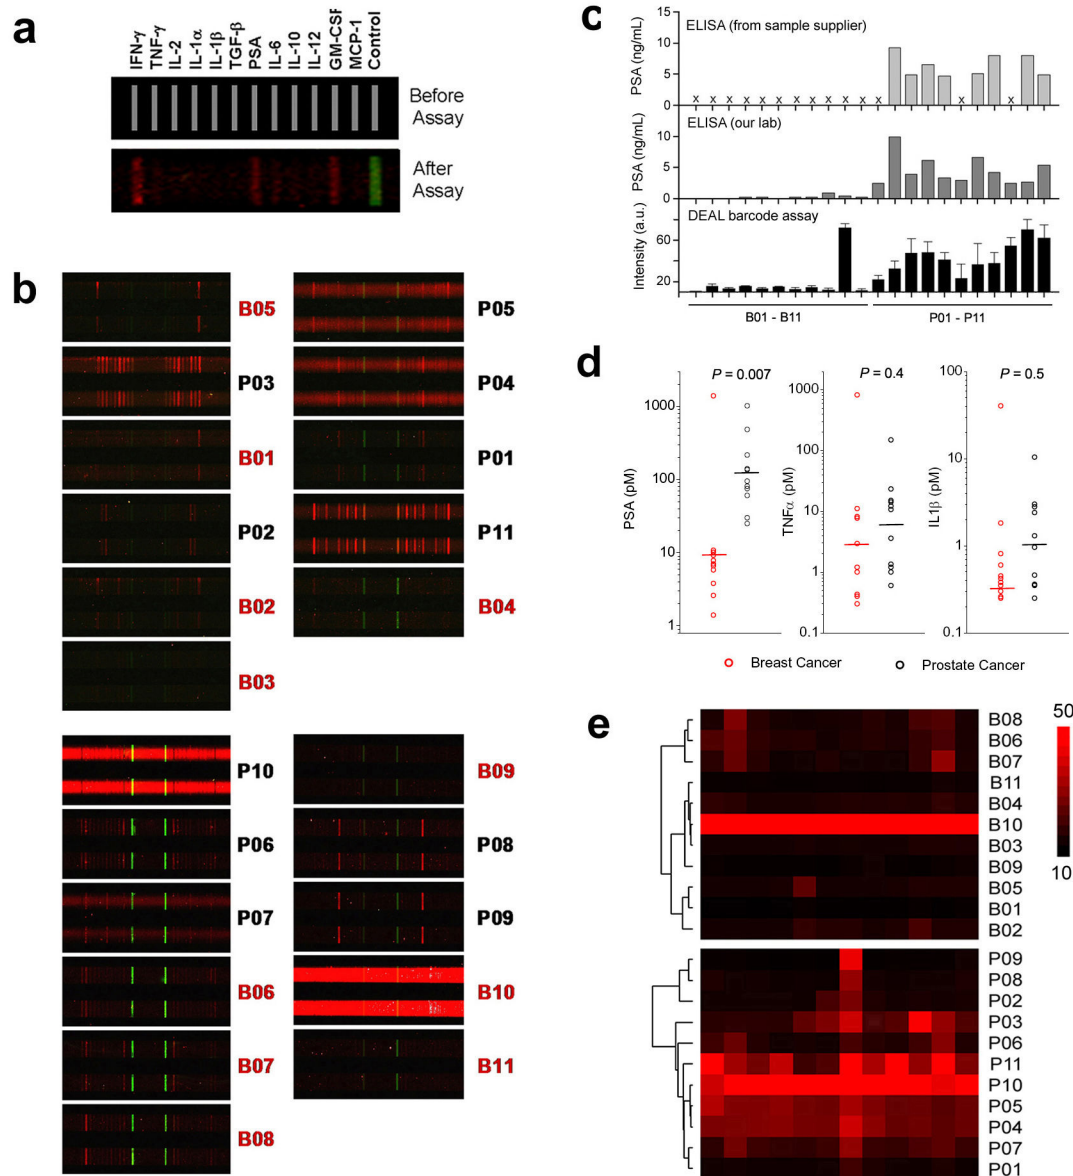 a
IFN-γ
TNF-γ
IL-2
IL-1α
IL-1β
TGF-β
PSA
IL-6
IL-10
IL-12
GM-CSF
MCP-1
Control
Before
Assay
After
Assay
b
B05
P03
B01
P02
B02
B03
P05
P04
P01
P11
B04
P10
P06
P07
B06
B07
B08
B09
P08
P09
B10
B11
c
ELISA (from sample supplier)
PSA (ng/mL)
15
10
5
0
x x x x x x x x x x x x x x
ELISA (our lab)
PSA (ng/mL)
15
10
5
0
DEAL barcode assay
Intensity (a.u.)
60
20
B01 - B11
P01 - P11
d
P = 0.007
PSA (pM)
1000
100
10
1
P = 0.4
TNFα (pM)
1000
100
10
1
0.1
P = 0.5
IL1β (pM)
100
10
1
0.1
Breast Cancer
Prostate Cancer
e
B08
B06
B07
B11
B04
B10
B03
B09
B05
B01
B02
P09
P08
P02
P03
P06
P11
P10
P05
P04
P07
P01
50
10